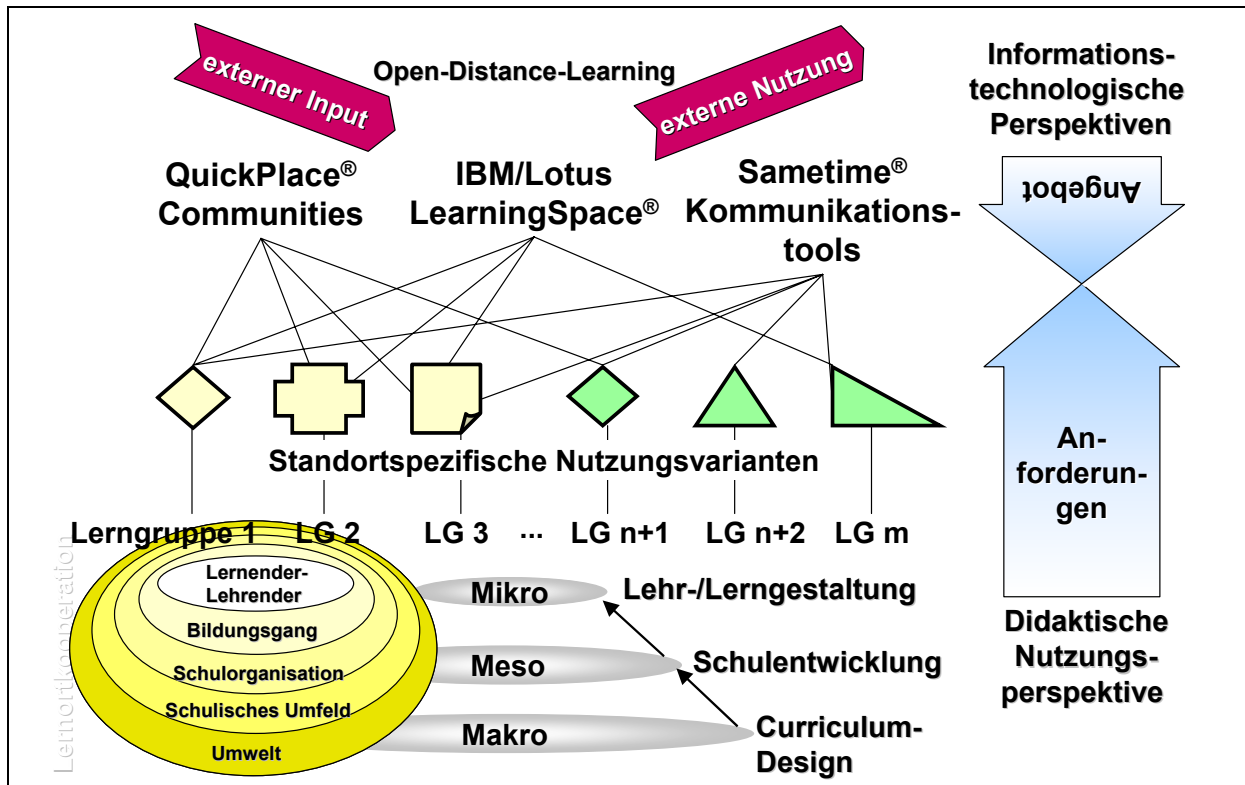 externer Input
Open-Distance-Learning
externe Nutzung
Informations-
technologische
Perspektiven
QuickPlace®
Communities
IBM/Lotus
LearningSpace®
Sametime®
Kommunikations-
tools
Angebot
Standortspezifische Nutzungsvarianten
An-
forderun-
gen
Lerngruppe 1 LG 2 LG 3 ... LG n+1 LG n+2 LG m
Lernortkooperation
Lernender-
Lehrender
Bildungsgang
Schulorganisation
Schulisches Umfeld
Umwelt
Mikro
Lehr-/Lerngestaltung
Meso
Schulentwicklung
Makro
Curriculum-
Design
Didaktische
Nutzungs-
perspektive